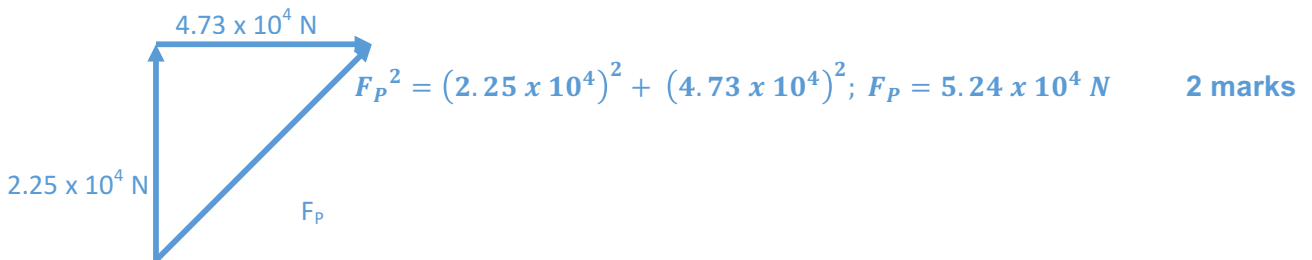 4.73 x 10⁴ N
F_P² = (2.25 x 10⁴)² + (4.73 x 10⁴)²; F_P = 5.24 x 10⁴ N 2 marks
2.25 x 10⁴ N
F_P